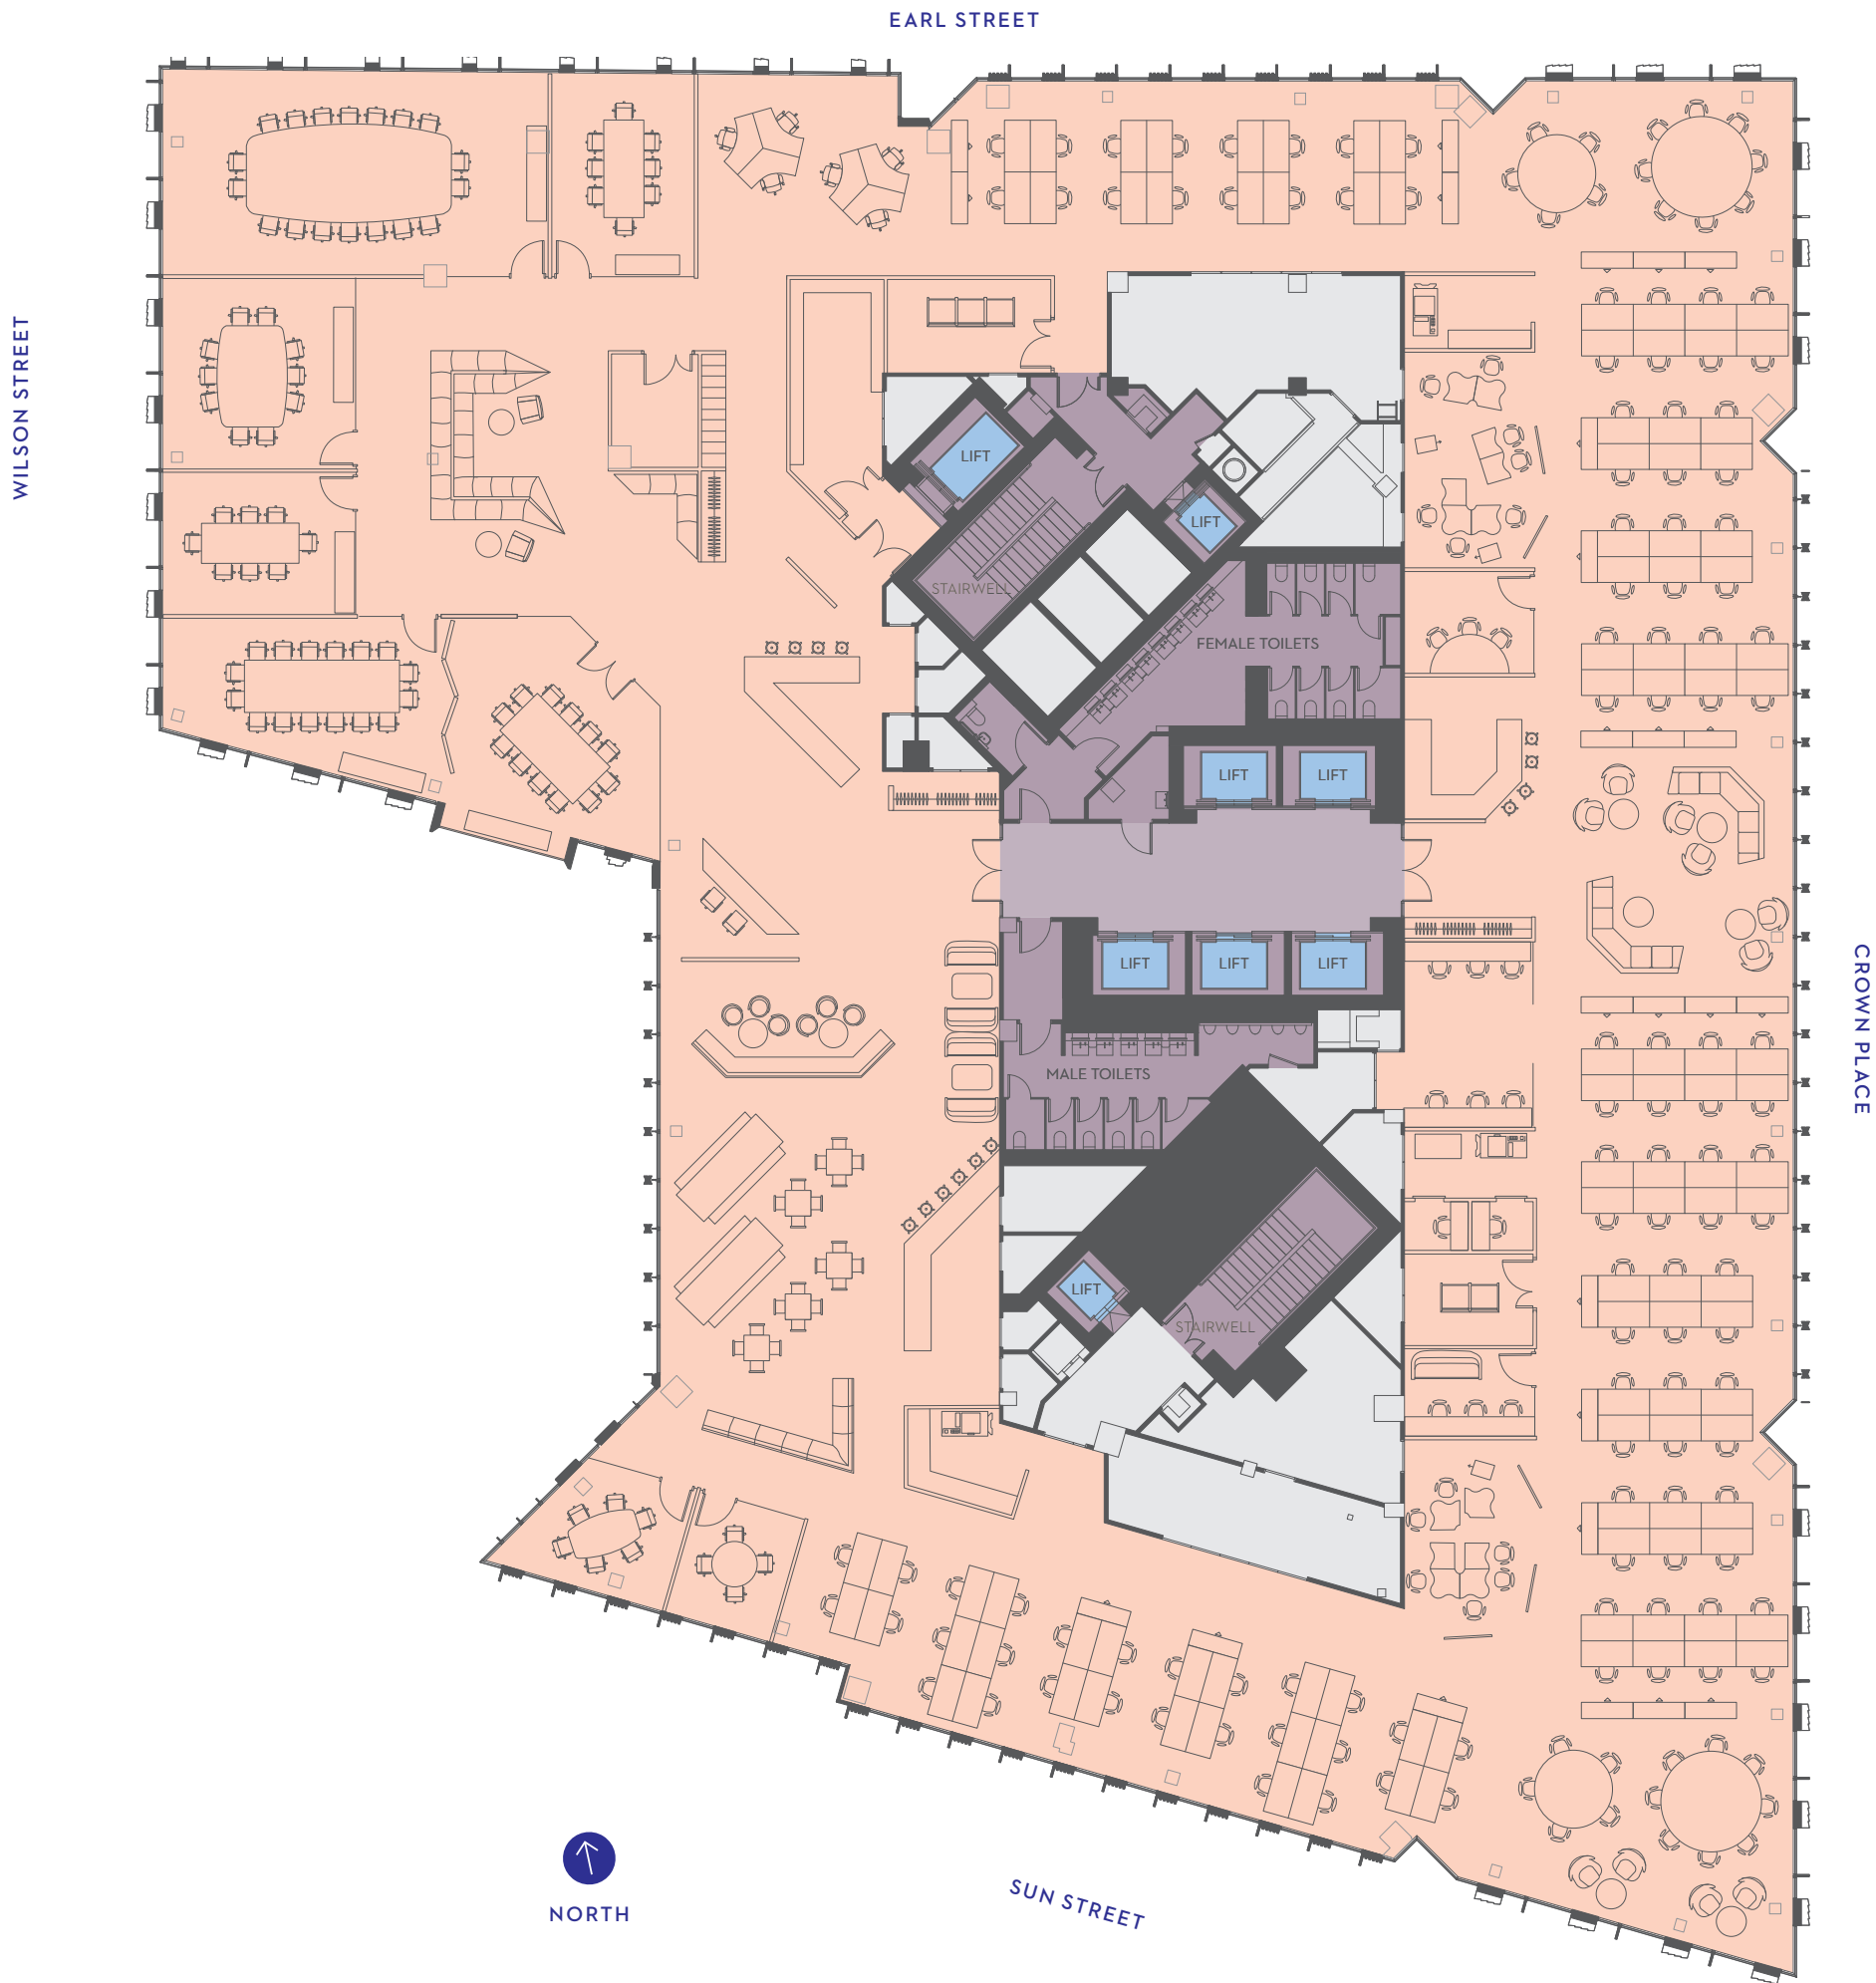 EARL STREET
WILSON STREET
LIFT
LIFT
STAIRWELL
FEMALE TOILETS
LIFT
LIFT
LIFT
LIFT
LIFT
CROWN PLACE
MALE TOILETS
LIFT
STAIRWELL
NORTH
SUN STREET